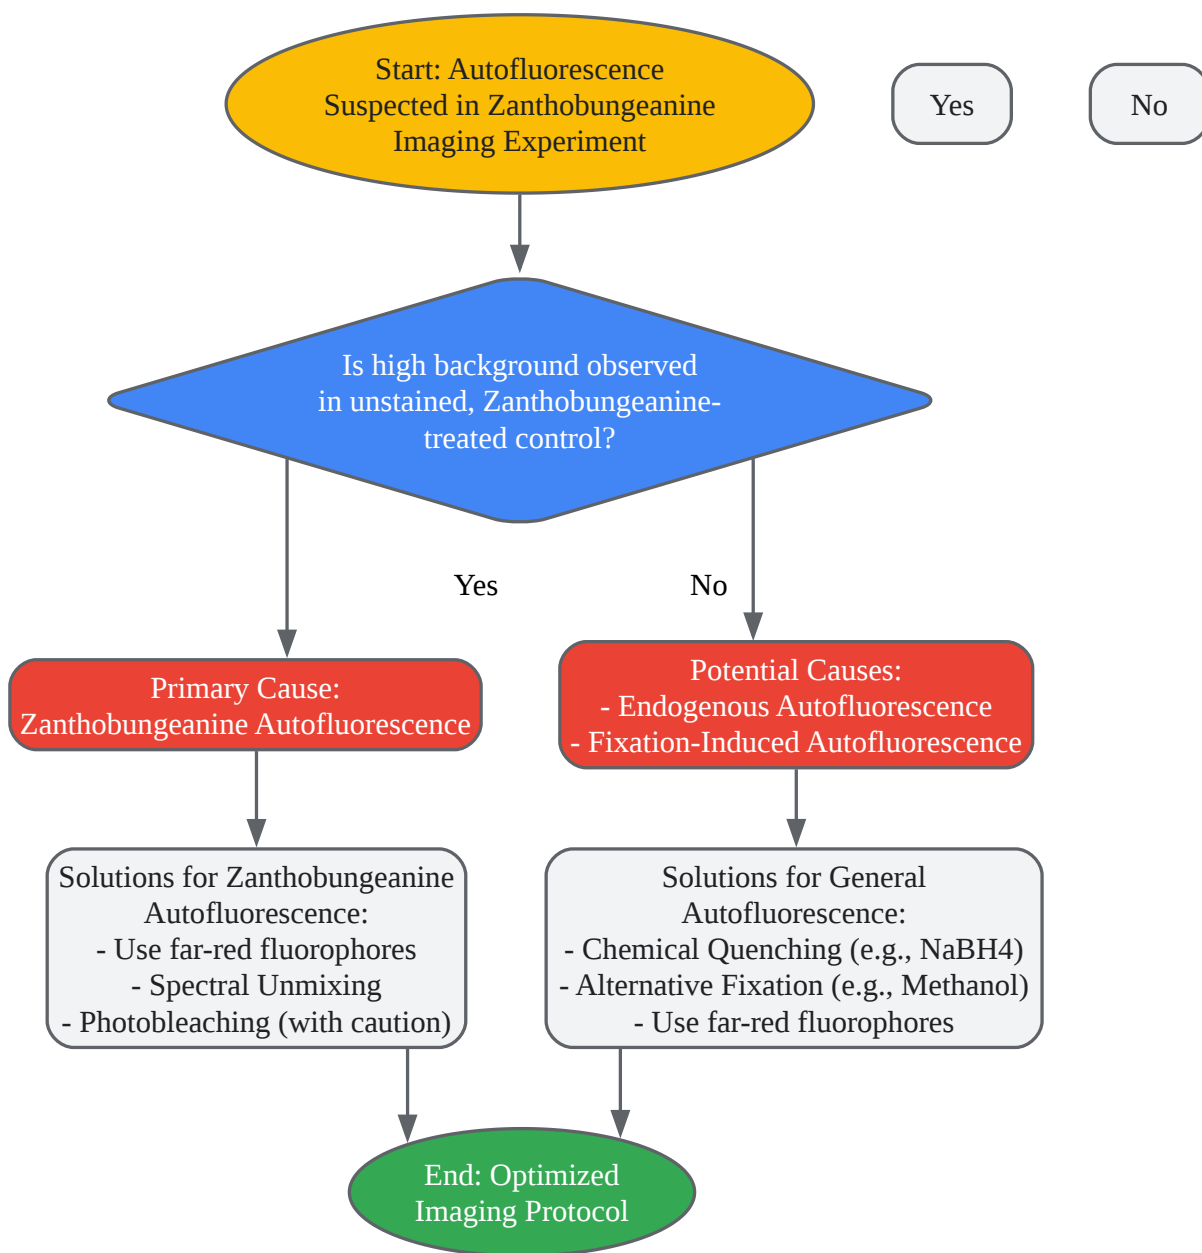 Start: Autofluorescence
Suspected in Zanthobungeanine
Imaging Experiment
Yes
No
Is high background observed
in unstained, Zanthobungeanine-
treated control?
Yes
No
Primary Cause:
Zanthobungeanine Autofluorescence
Potential Causes:
- Endogenous Autofluorescence
- Fixation-Induced Autofluorescence
Solutions for Zanthobungeanine
Autofluorescence:
- Use far-red fluorophores
- Spectral Unmixing
- Photobleaching (with caution)
Solutions for General
Autofluorescence:
- Chemical Quenching (e.g., NaBH4)
- Alternative Fixation (e.g., Methanol)
- Use far-red fluorophores
End: Optimized
Imaging Protocol